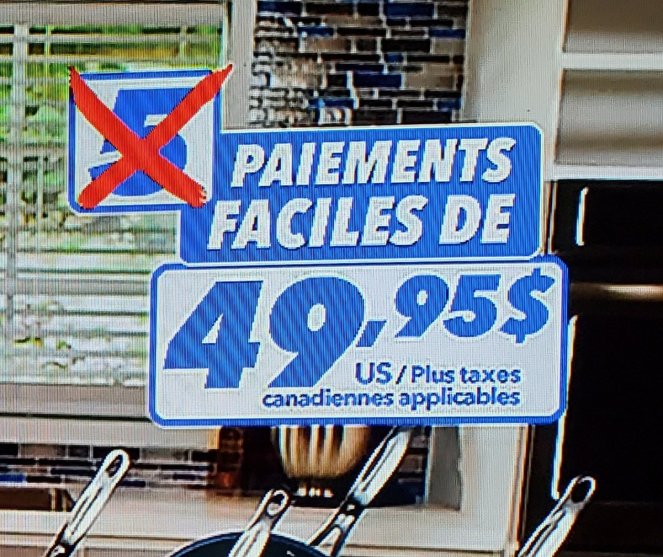 5
PAIEMENTS
FACILES DE
49,95$
US / Plus taxes
canadiennes applicables